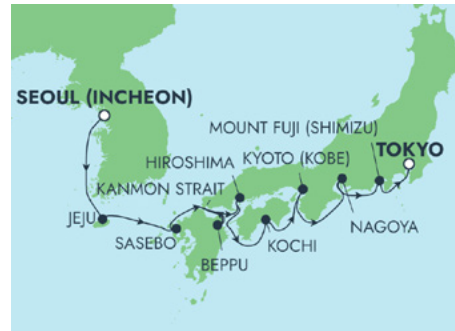 SEOUL (INCHEON)
MOUNT FUJI (SHIMIZU)
TOKYO
KYOTO (KOBE)
HIROSHIMA
KANMON STRAIT
JEJU
SASEBO
BEPPU
KOCHI
NAGOYA